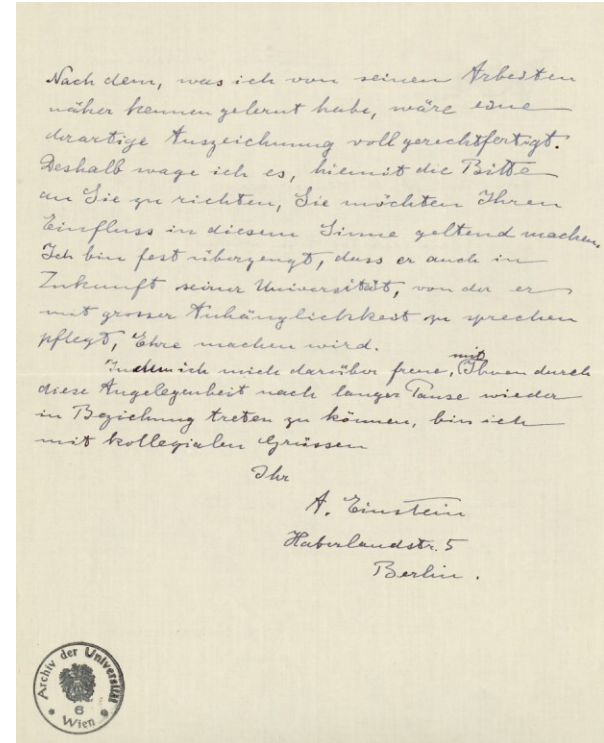 Nach dem, was ich von seinen Arbeiten
näher kennen gelernt habe, wäre eine
derartige Auszeichnung voll gerechtfertigt.
Deshalb wage ich es, hiemit die Bitte
an Sie zu richten, Sie möchten Ihren
Einfluss in diesem Sinne geltend machen.
Ich bin fest überzeugt, dass er auch in
Zukunft seiner Universität, von der er
mit grosser Anhänglichkeit zu sprechen
pflegt, Ehre machen wird.
mit
Indem ich mich darüber freue, Ihnen durch
diese Angelegenheit nach langer Pause wieder
in Beziehung treten zu können, bin ich
mit kollegialen Grüssen
Ihr
A. Einstein
Haberlandstr. 5
Berlin.
Archiv der Universität
6
Wien